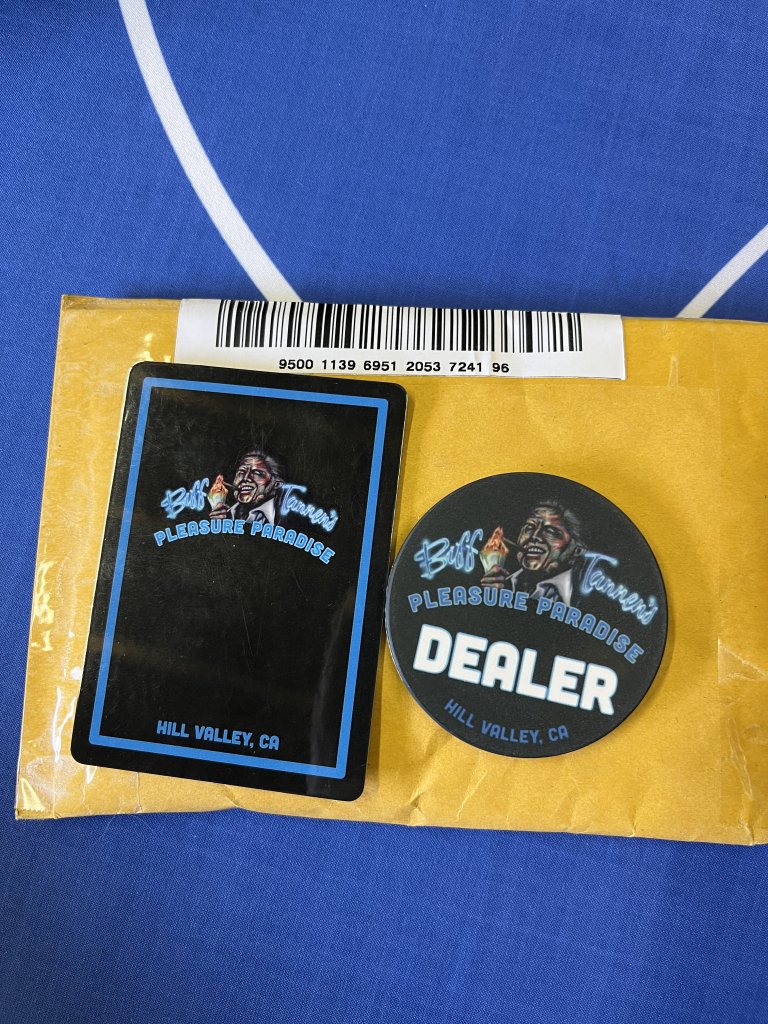 9500 1139 6951 2053 7241 96
Biff Tannen's
PLEASURE PARADISE
HILL VALLEY, CA
Biff Tannen's
PLEASURE PARADISE
DEALER
HILL VALLEY, CA